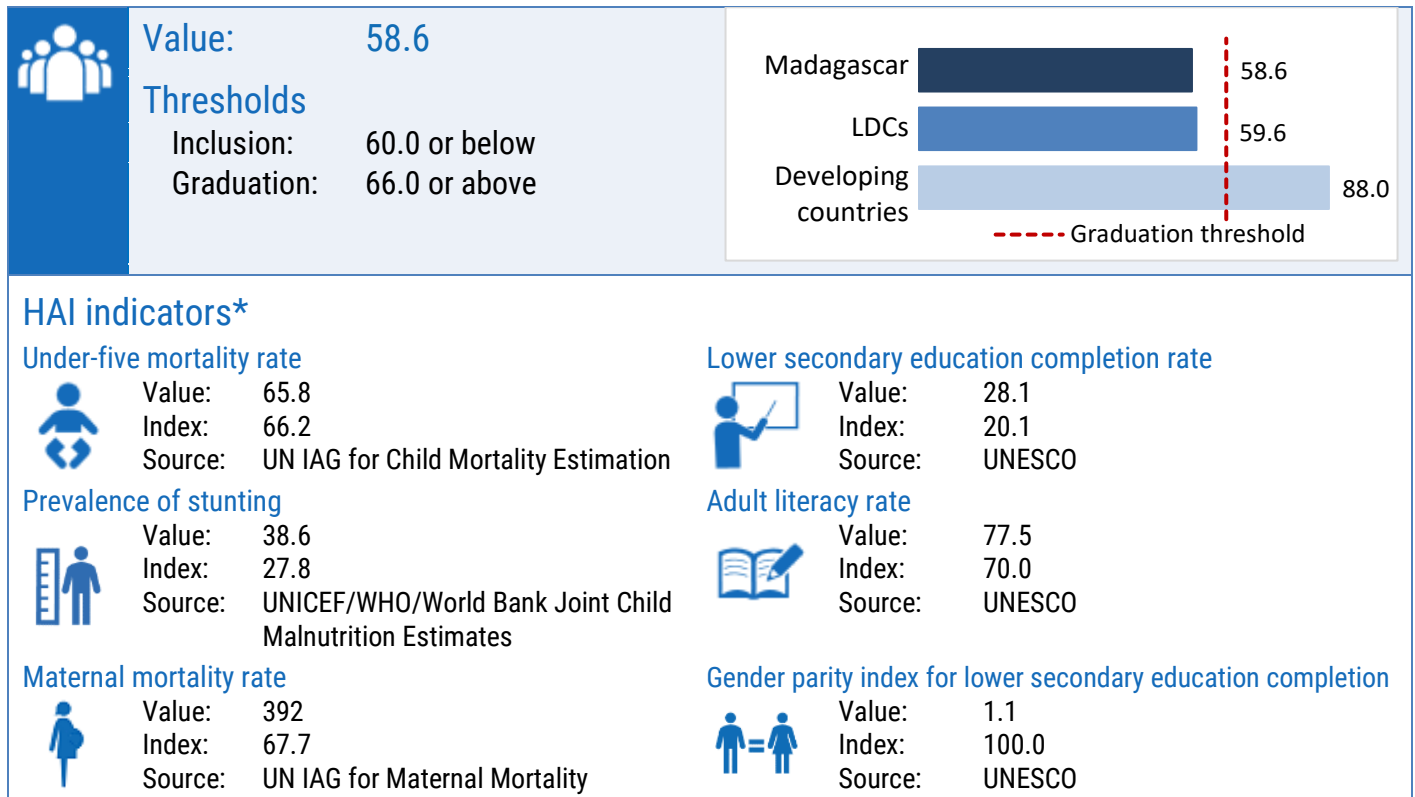 Value: 58.6
Thresholds
Inclusion: 60.0 or below
Graduation: 66.0 or above
Madagascar 58.6
LDCs 59.6
Developing
countries 88.0
Graduation threshold
HAI indicators*
Under-five mortality rate
Value: 65.8
Index: 66.2
Source: UN IAG for Child Mortality Estimation
Prevalence of stunting
Value: 38.6
Index: 27.8
Source: UNICEF/WHO/World Bank Joint Child
Malnutrition Estimates
Maternal mortality rate
Value: 392
Index: 67.7
Source: UN IAG for Maternal Mortality
Lower secondary education completion rate
Value: 28.1
Index: 20.1
Source: UNESCO
Adult literacy rate
Value: 77.5
Index: 70.0
Source: UNESCO
Gender parity index for lower secondary education completion
Value: 1.1
Index: 100.0
Source: UNESCO